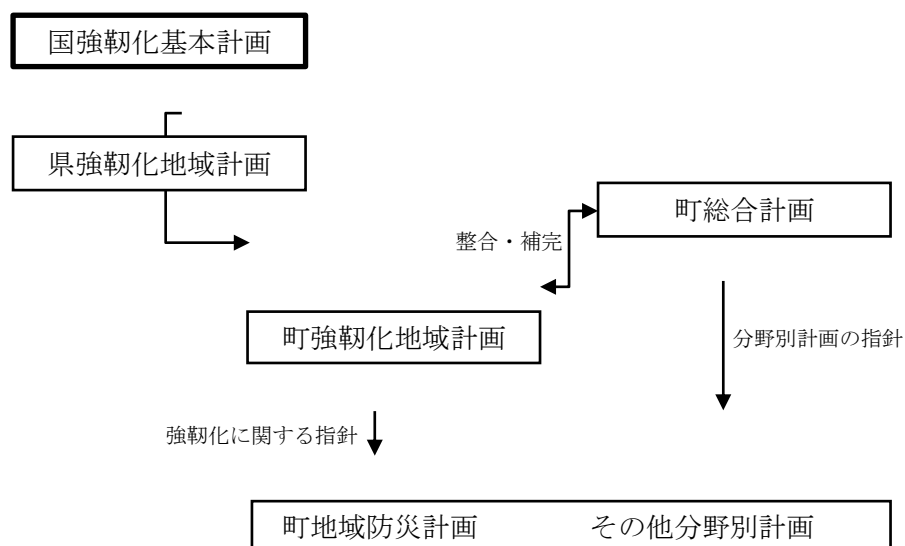 国強靱化基本計画
県強靱化地域計画
町総合計画
整合・補完
町強靱化地域計画
分野別計画の指針
強靱化に関する指針
町地域防災計画 その他分野別計画